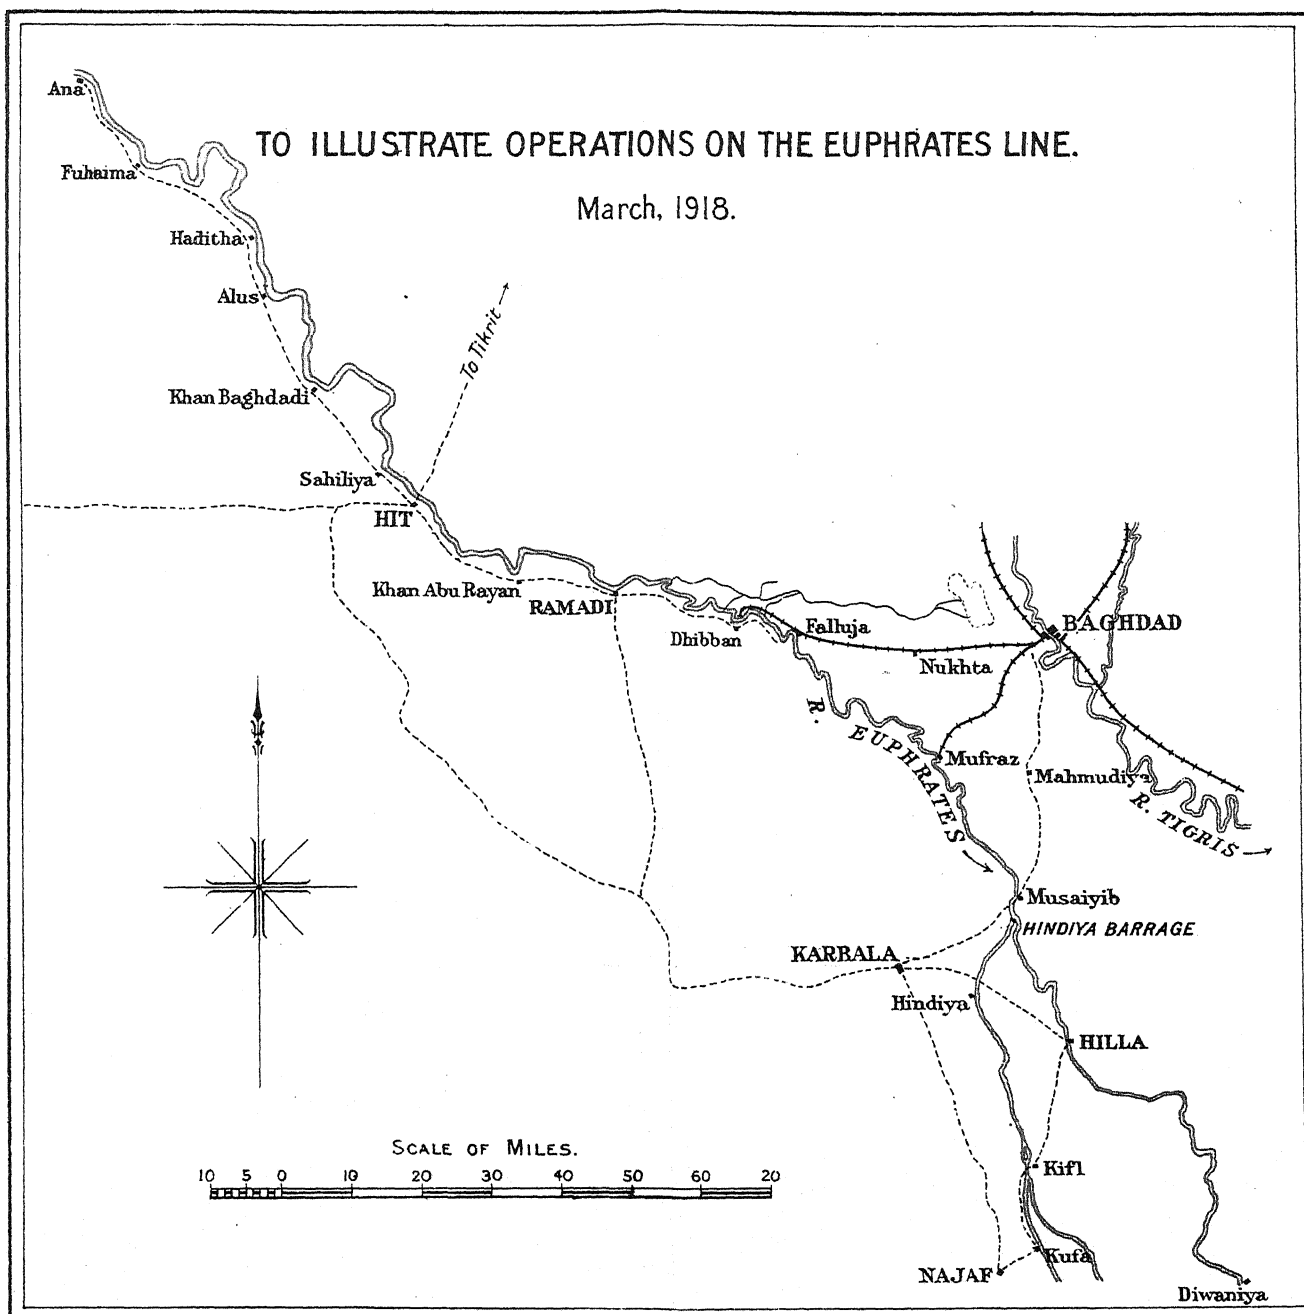 Ana
TO ILLUSTRATE OPERATIONS ON THE EUPHRATES LINE.
Fuhaima
March, 1918.
Haditha
Alus
To Tikrit
Khan Baghdadi
Sahiliya
HIT
Khan Abu Rayan
RAMADI
Dhibban
Falluja
BAGHDAD
Nukhta
R. EUPHRATES
Mufraz
Mahmudiya
R. TIGRIS
Musaiyib
HINDIYA BARRAGE
KARBALA
Hindiya
HILLA
SCALE OF MILES.
10 5 0 10 20 30 40 50 60 20
Kifl
Kufa
NAJAF
Diwaniya